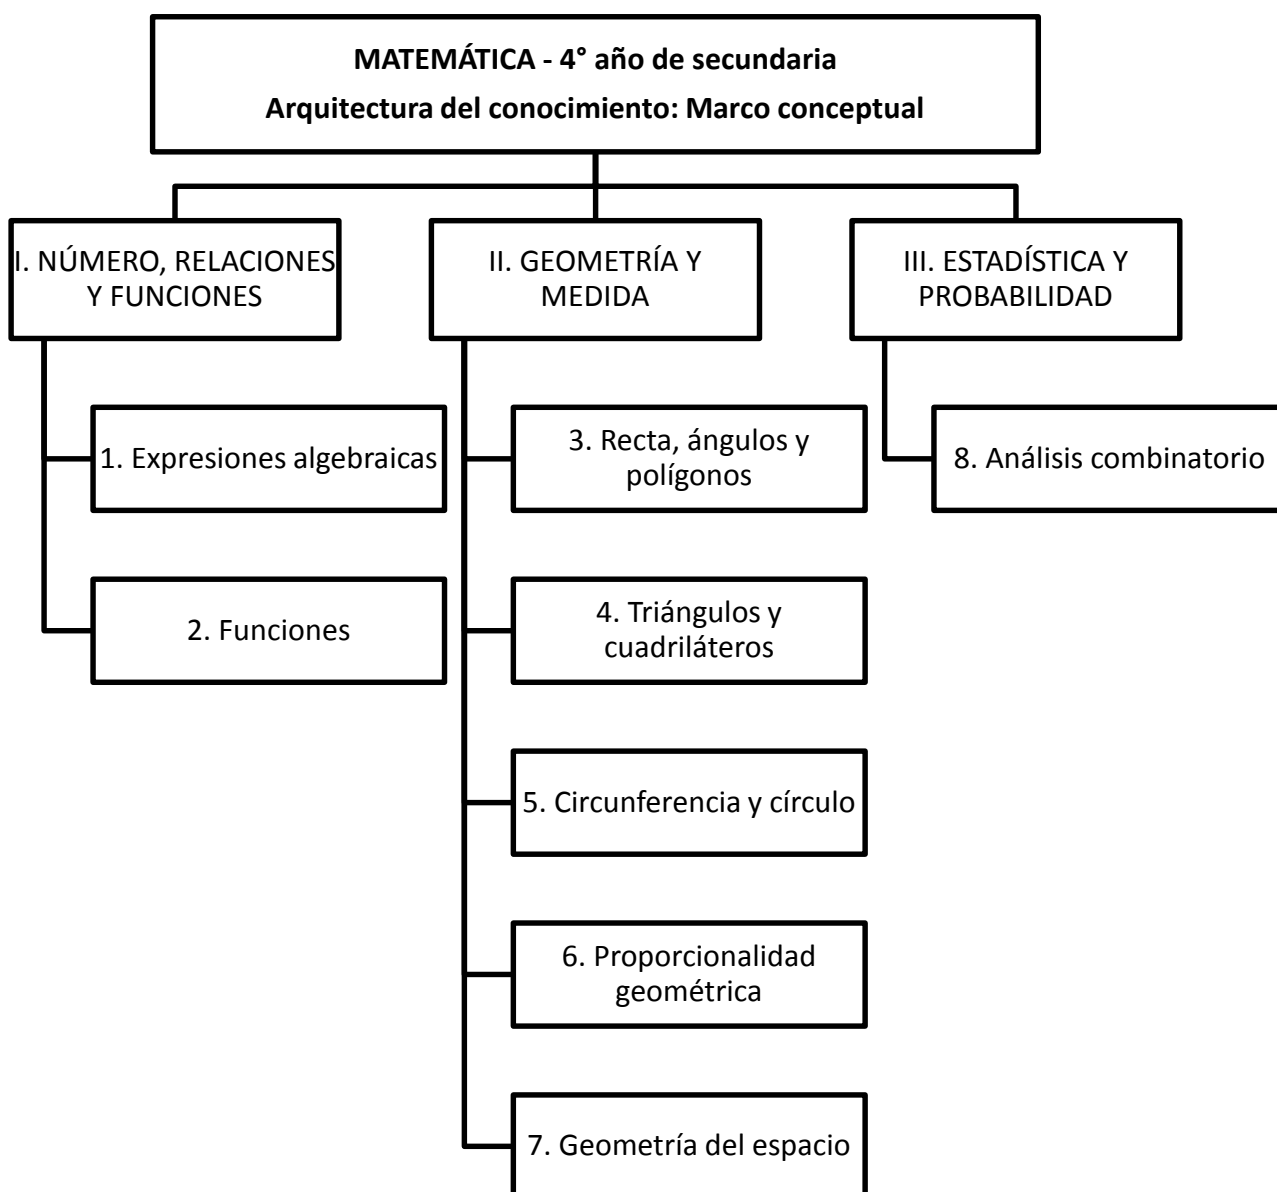 MATEMÁTICA - 4° año de secundaria
Arquitectura del conocimiento: Marco conceptual
I. NÚMERO, RELACIONES
Y FUNCIONES
1. Expresiones algebraicas
2. Funciones
II. GEOMETRÍA Y
MEDIDA
3. Recta, ángulos y
polígonos
4. Triángulos y
cuadriláteros
5. Circunferencia y círculo
6. Proporcionalidad
geométrica
7. Geometría del espacio
III. ESTADÍSTICA Y
PROBABILIDAD
8. Análisis combinatorio